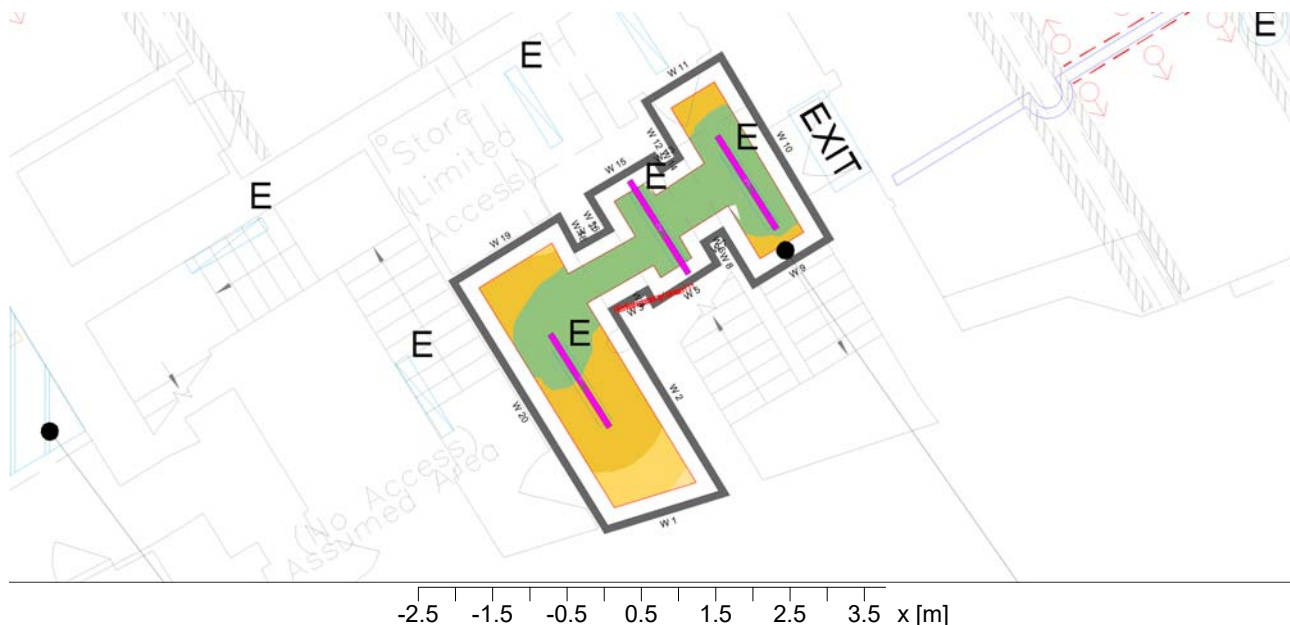 E
E
W 11
W 10
EXIT
E
Store
(Limited
Access)
W 12
W 15
E
E
W 19
W 8
W 9
W 5
W 3
E
E
W 2
W 20
(No Access
Assumed Area
W 1
-2.5 -1.5 -0.5 0.5 1.5 2.5 3.5 x [m]